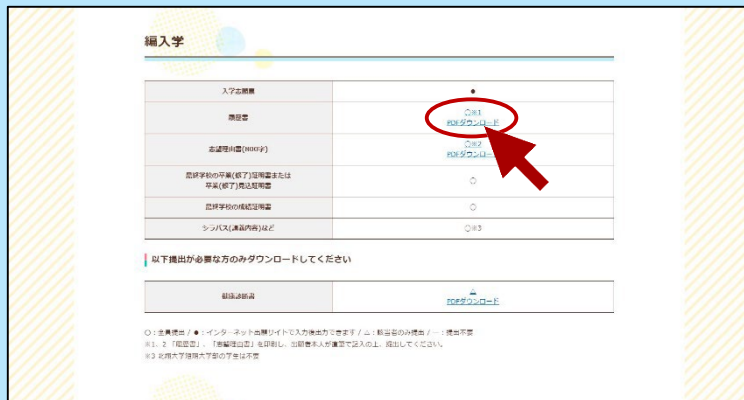 編入学
入学志願票
●
履歴書
○※1
PDFダウンロード
志望理由書(800字)
○※2
PDFダウンロード
最終学校の卒業(修了)証明書または
卒業(修了)見込証明書
○
最終学校の成績証明書
○
シラバス(講義内容)など
○※3
以下提出が必要な方のみダウンロードしてください
健康診断書
△
PDFダウンロード
○：全員提出 / ●：インターネット出願サイトで入力後出力できます / △：該当者のみ提出 / －：提出不要
※1、2 「履歴書」、「志望理由書」を印刷し、出願者本人が直筆で記入の上、提出してください。
※3 北翔大学短期大学部の学生は不要